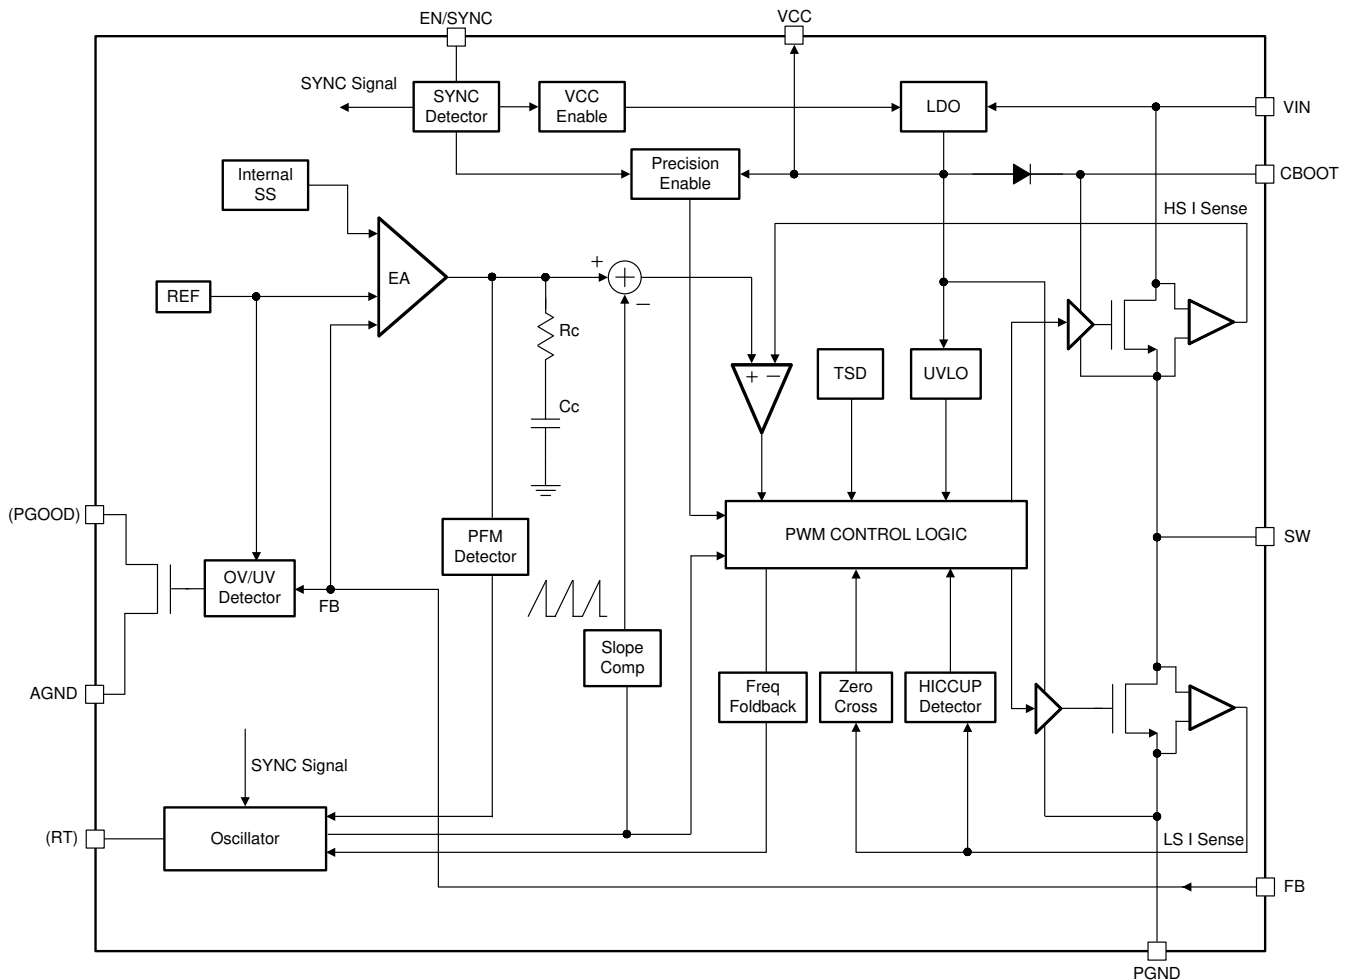 EN/SYNC
VCC
SYNC Signal
SYNC
Detector
VCC
Enable
LDO
VIN
Internal
SS
Precision
Enable
CBOOT
HS I Sense
EA
+
+
−
REF
Rc
+ −
TSD
UVLO
Cc
(PGOOD)
PFM
Detector
PWM CONTROL LOGIC
SW
OV/UV
Detector
FB
Slope
Comp
AGND
Freq
Foldback
Zero
Cross
HICCUP
Detector
SYNC Signal
(RT)
Oscillator
LS I Sense
FB
PGND